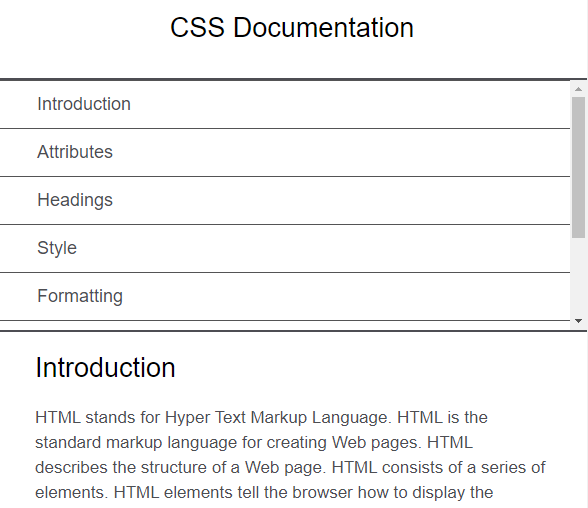 CSS Documentation
Introduction
Attributes
Headings
Style
Formatting
Introduction
HTML stands for Hyper Text Markup Language. HTML is the
standard markup language for creating Web pages. HTML
describes the structure of a Web page. HTML consists of a series of
elements. HTML elements tell the browser how to display the